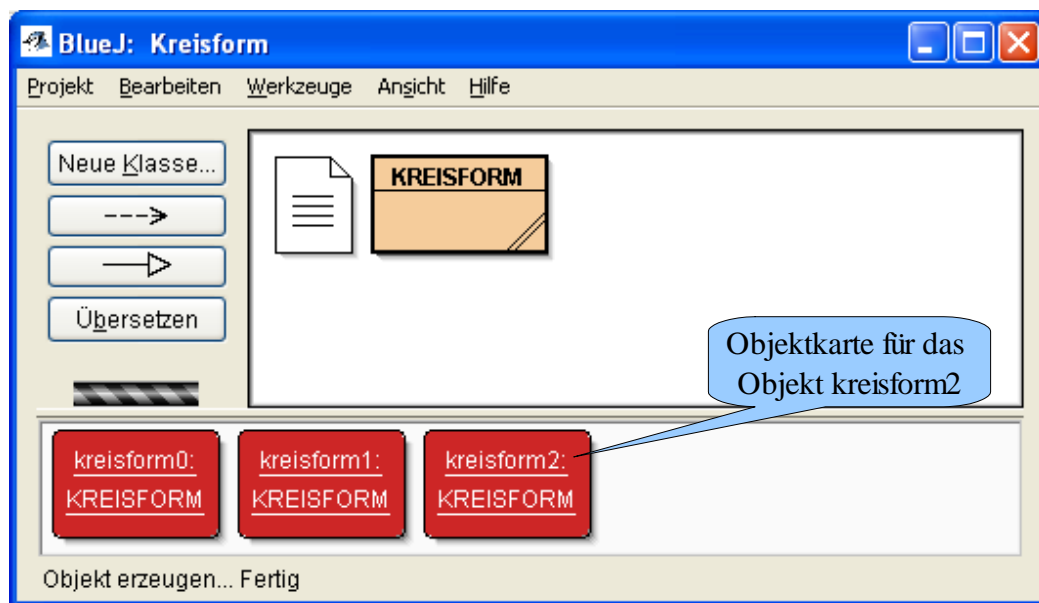 BlueJ: Kreisform
Projekt Bearbeiten Werkzeuge Ansicht Hilfe
Neue Klasse...
KREISFORM
Übersetzen
Objektkarte für das
Objekt kreisform2
kreisform0:
KREISFORM
kreisform1:
KREISFORM
kreisform2:
KREISFORM
Objekt erzeugen... Fertig